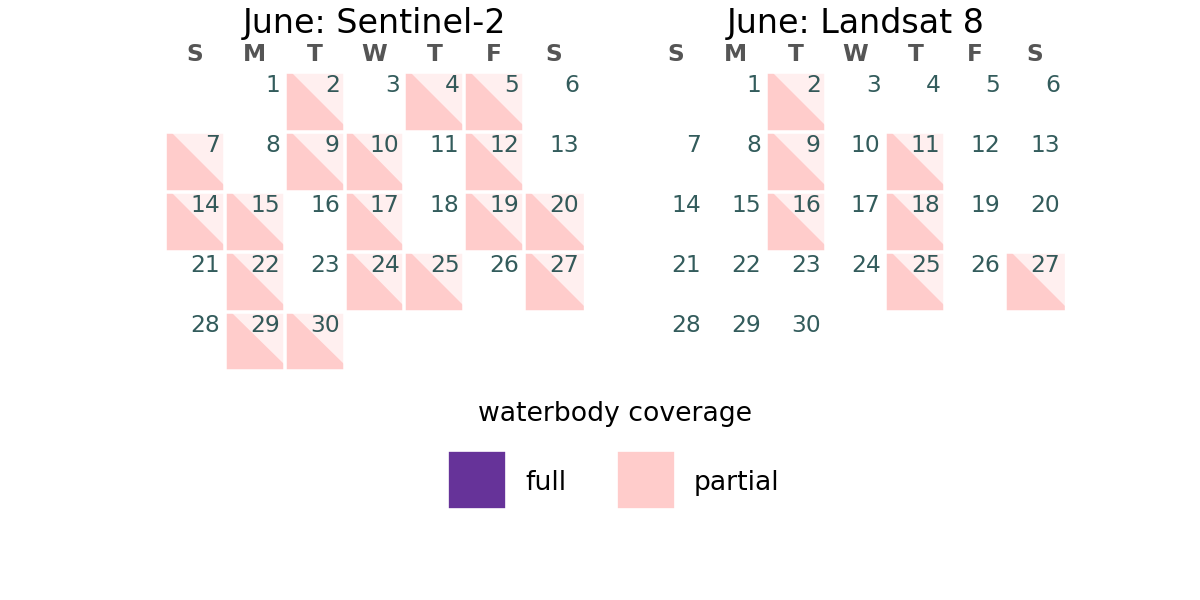 June: Sentinel-2
S M T W T F S
1 2 3 4 5 6
7 8 9 10 11 12 13
14 15 16 17 18 19 20
21 22 23 24 25 26 27
28 29 30
June: Landsat 8
S M T W T F S
1 2 3 4 5 6
7 8 9 10 11 12 13
14 15 16 17 18 19 20
21 22 23 24 25 26 27
28 29 30
waterbody coverage
full
partial